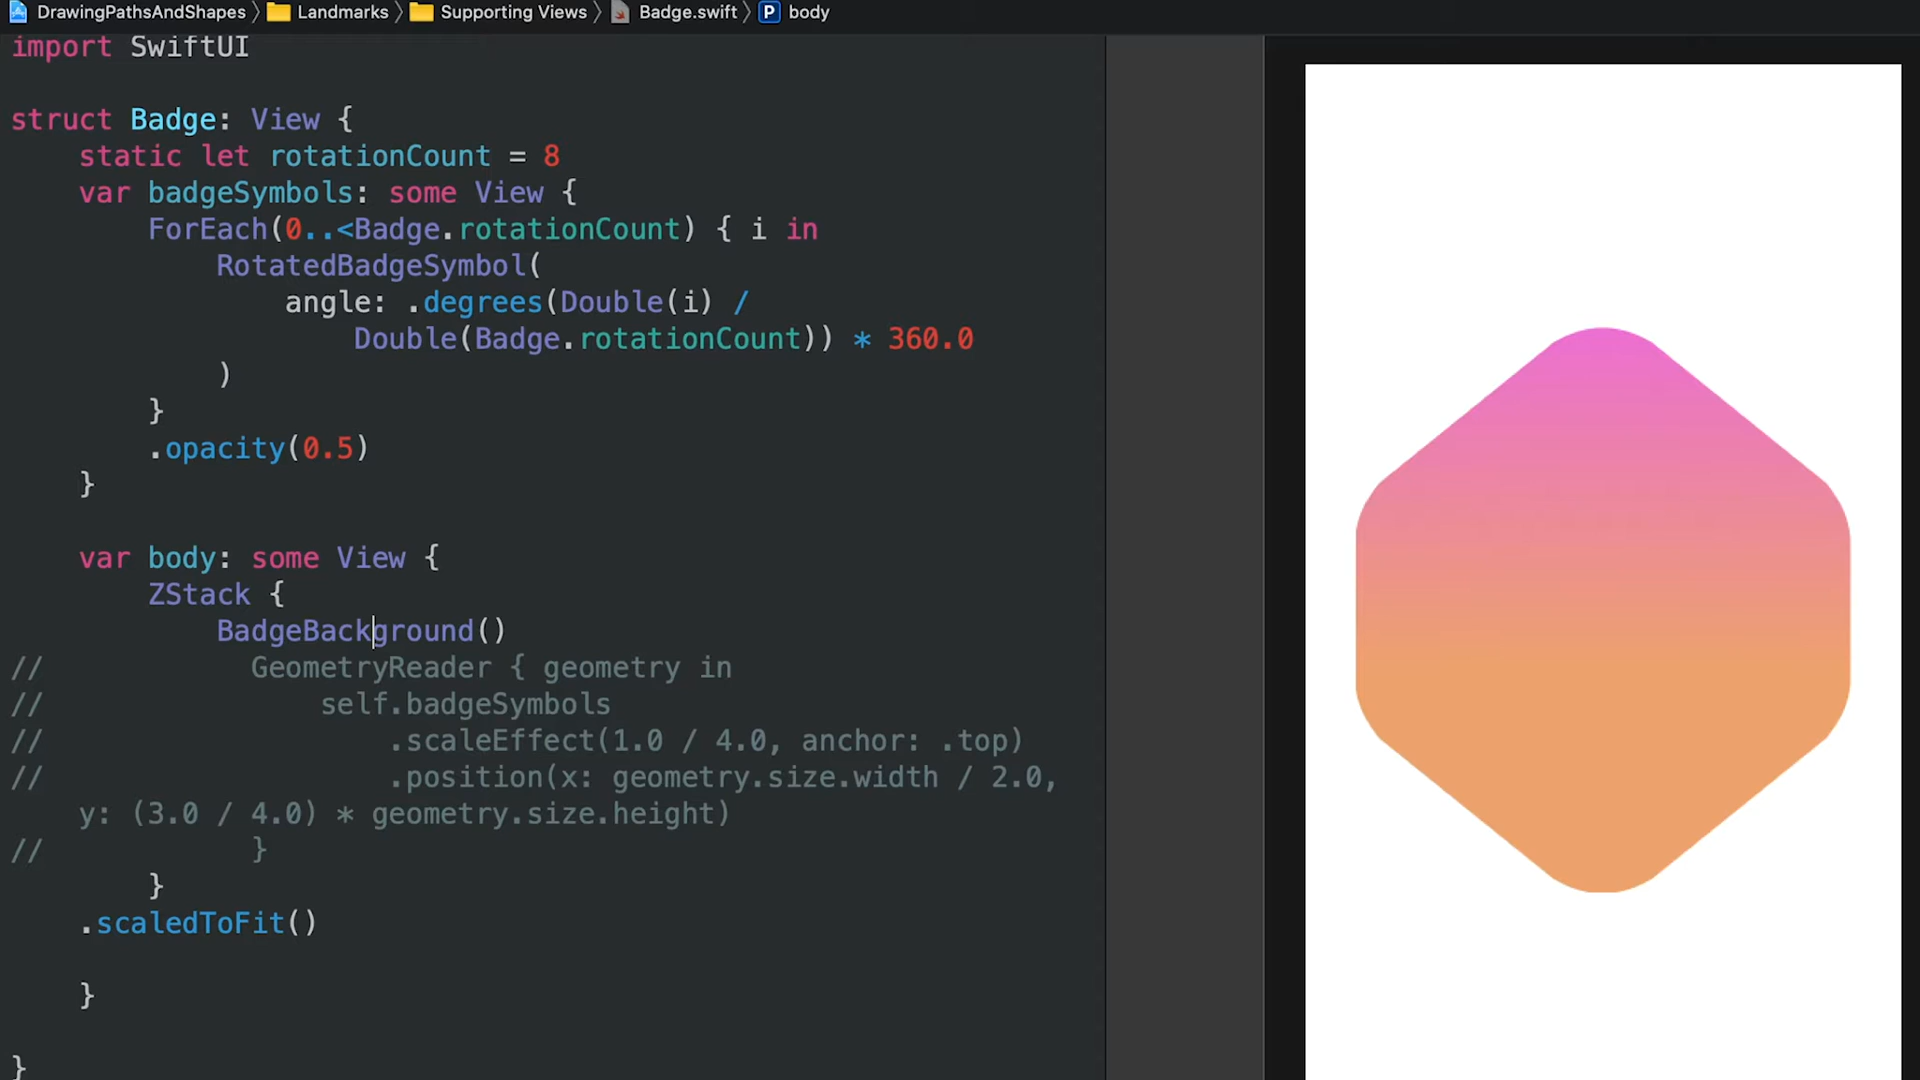 DrawingPathsAndShapes Landmarks Supporting Views Badge.swift P body
import SwiftUI
struct Badge: View {
static let rotationCount = 8
var badgeSymbols: some View {
ForEach(0..<Badge.rotationCount) { i in
RotatedBadgeSymbol(
angle: .degrees(Double(i) /
Double(Badge.rotationCount)) * 360.0
)
}
.opacity(0.5)
}
var body: some View {
ZStack {
BadgeBackground()
// GeometryReader { geometry in
// self.badgeSymbols
// .scaleEffect(1.0 / 4.0, anchor: .top)
// .position(x: geometry.size.width / 2.0,
y: (3.0 / 4.0) * geometry.size.height)
// }
}
.scaledToFit()
}
}